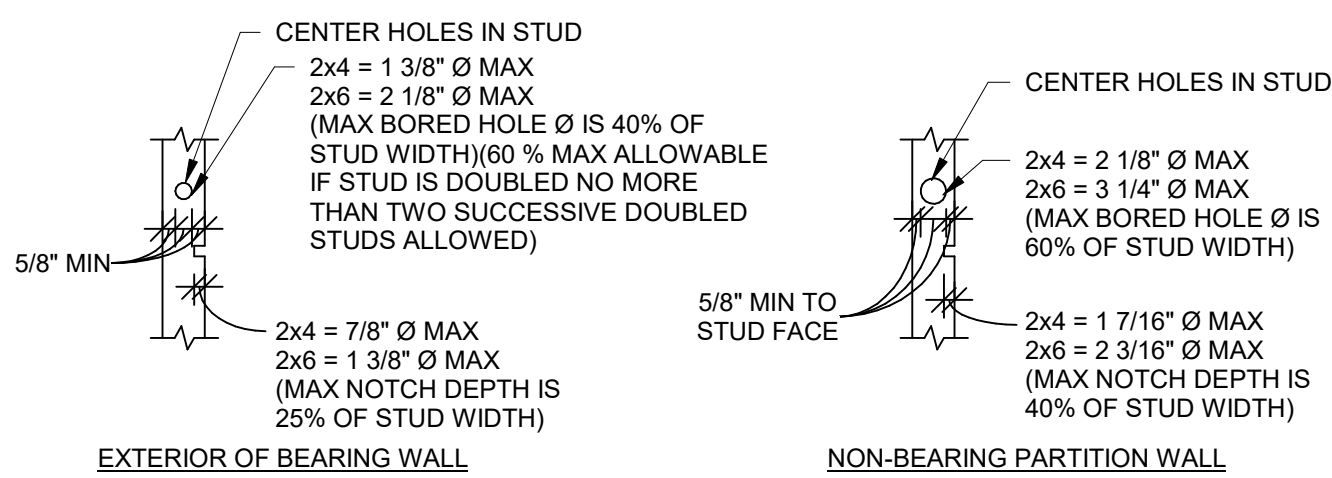 CENTER HOLES IN STUD
2x4 = 1 3/8" Ø MAX
2x6 = 2 1/8" Ø MAX
(MAX BORED HOLE Ø IS 40% OF
STUD WIDTH)(60 % MAX ALLOWABLE
IF STUD IS DOUBLED NO MORE
THAN TWO SUCCESSIVE DOUBLED
STUDS ALLOWED)
5/8" MIN
2x4 = 7/8" Ø MAX
2x6 = 1 3/8" Ø MAX
(MAX NOTCH DEPTH IS
25% OF STUD WIDTH)
EXTERIOR OF BEARING WALL
CENTER HOLES IN STUD
2x4 = 2 1/8" Ø MAX
2x6 = 3 1/4" Ø MAX
(MAX BORED HOLE Ø IS
60% OF STUD WIDTH)
5/8" MIN TO
STUD FACE
2x4 = 1 7/16" Ø MAX
2x6 = 2 3/16" Ø MAX
(MAX NOTCH DEPTH IS
40% OF STUD WIDTH)
NON-BEARING PARTITION WALL